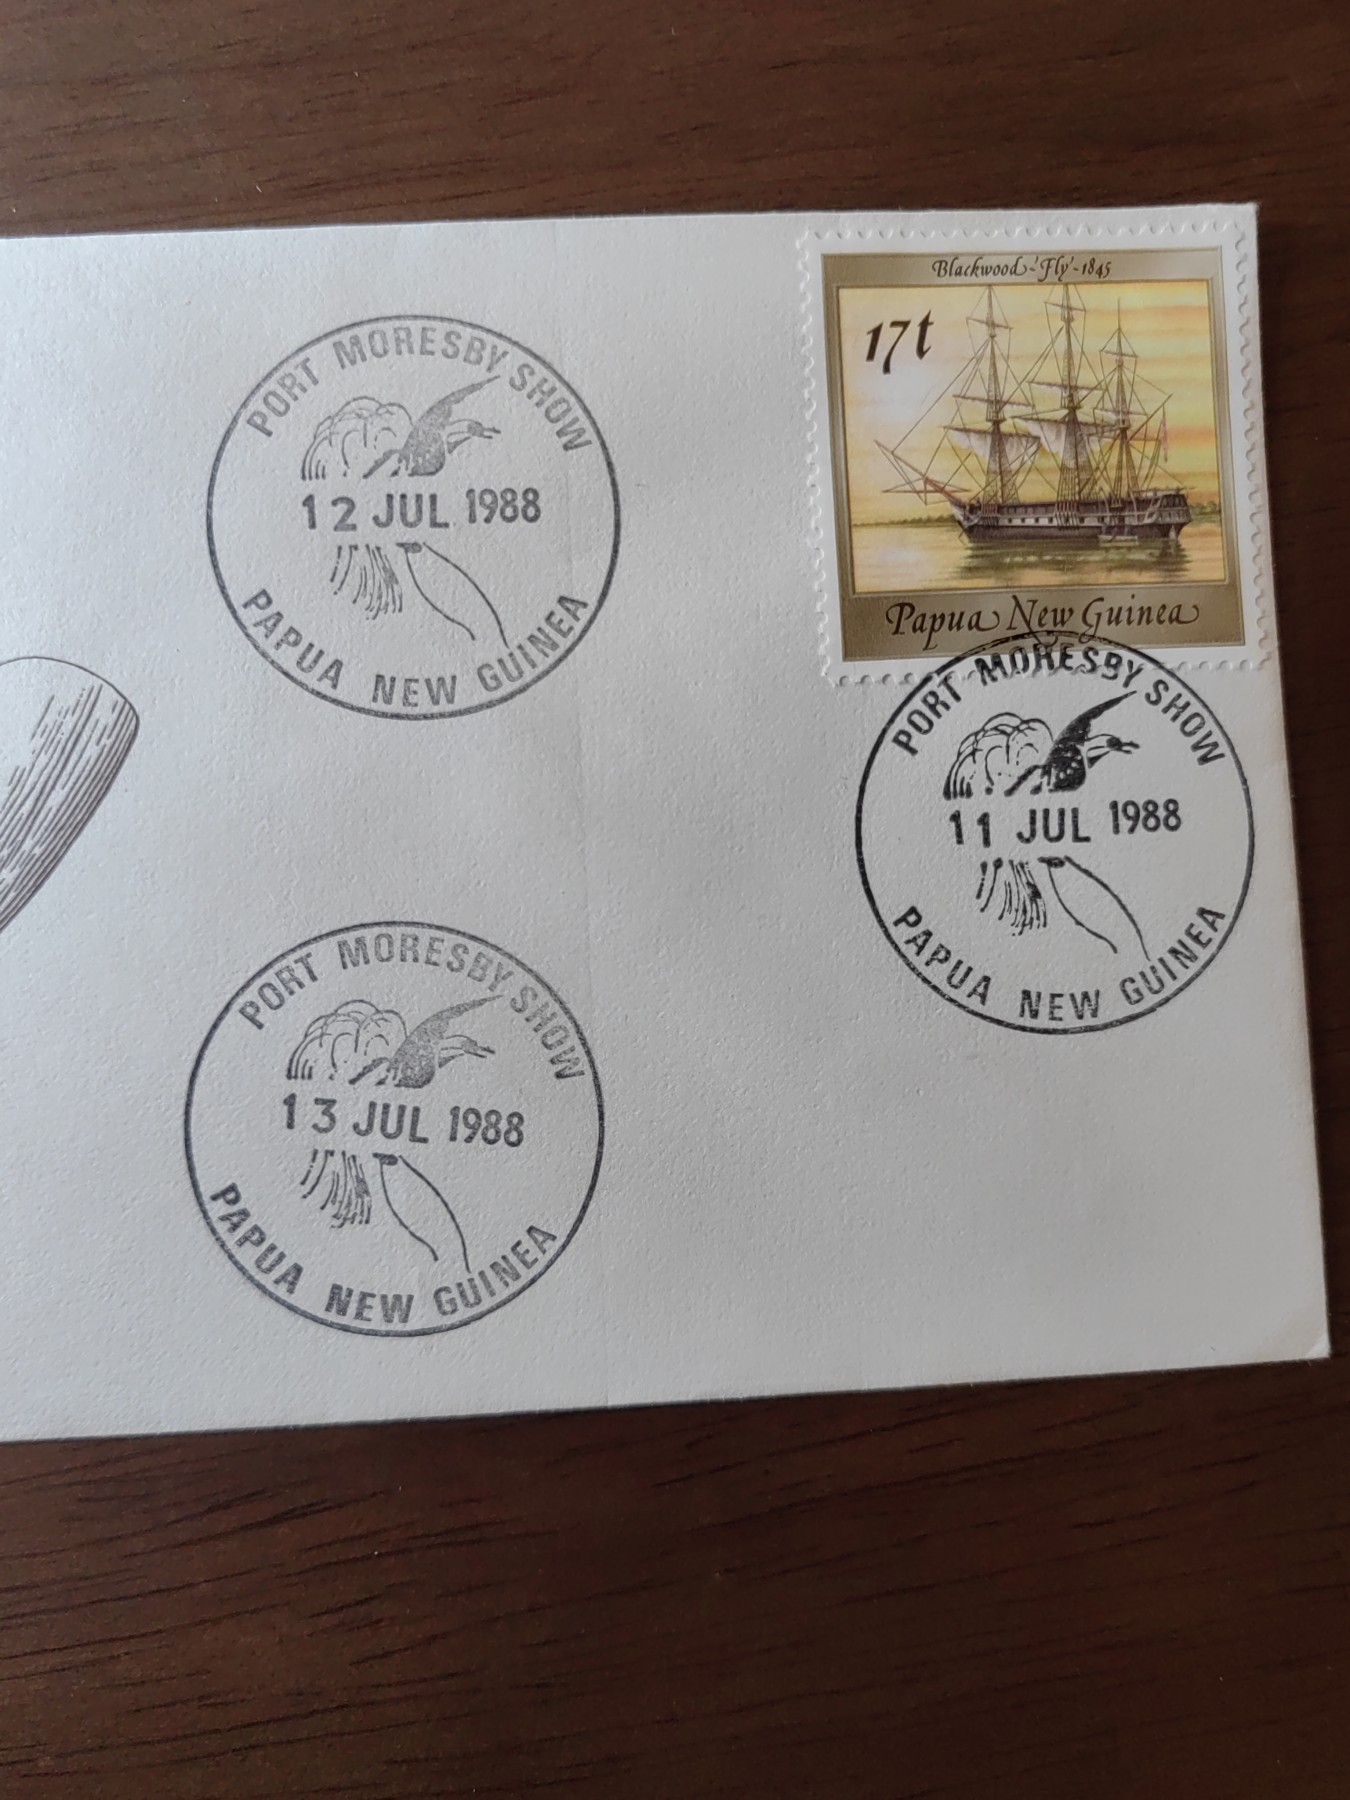 Blackwood-'Fly'-1845
17t
Papua New Guinea
PORT MORESBY SHOW
12 JUL 1988
PAPUA NEW GUINEA
PORT MORESBY SHOW
11 JUL 1988
PAPUA NEW GUINEA
PORT MORESBY SHOW
13 JUL 1988
PAPUA NEW GUINEA